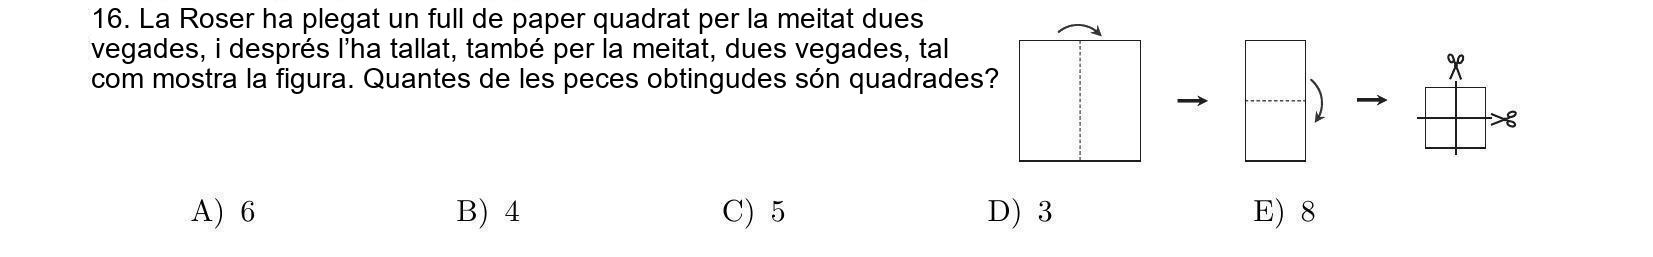 16. La Roser ha plegat un full de paper quadrat per la meitat dues
vegades, i després l’ha tallat, també per la meitat, dues vegades, tal
com mostra la figura. Quantes de les peces obtingudes són quadrades?
A) 6 B) 4 C) 5 D) 3 E) 8